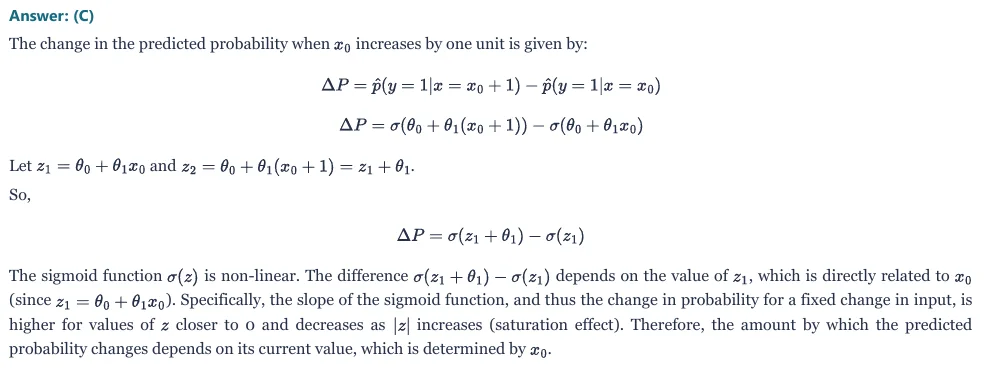 Answer: (C)
The change in the predicted probability when x₀ increases by one unit is given by:
ΔP = p̂(y = 1|x = x₀ + 1) − p̂(y = 1|x = x₀)
ΔP = σ(θ₀ + θ₁(x₀ + 1)) − σ(θ₀ + θ₁x₀)
Let z₁ = θ₀ + θ₁x₀ and z₂ = θ₀ + θ₁(x₀ + 1) = z₁ + θ₁.
So,
ΔP = σ(z₁ + θ₁) − σ(z₁)
The sigmoid function σ(z) is non-linear. The difference σ(z₁ + θ₁) − σ(z₁) depends on the value of z₁, which is directly related to x₀
(since z₁ = θ₀ + θ₁x₀). Specifically, the slope of the sigmoid function, and thus the change in probability for a fixed change in input, is
higher for values of z closer to 0 and decreases as |z| increases (saturation effect). Therefore, the amount by which the predicted
probability changes depends on its current value, which is determined by x₀.